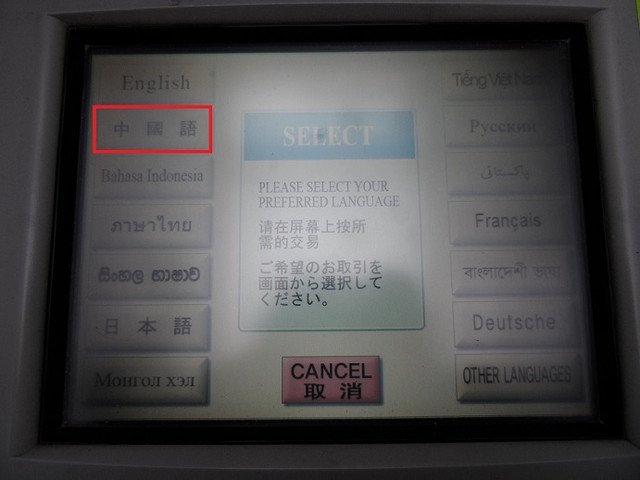 English
中 國 語
Bahasa Indonesia
ภาษาไทย
සිංහල භාෂාව
日 本 語
Монгол хэл
SELECT
PLEASE SELECT YOUR
PREFERRED LANGUAGE
请在屏幕上按所
需的交易
ご希望のお取引を
画面から選択して
ください。
CANCEL
取 消
Tiếng Việt Nam
Русский
پاکستانی
Français
বাংলাদেশী ভাষা
Deutsche
OTHER LANGUAGES